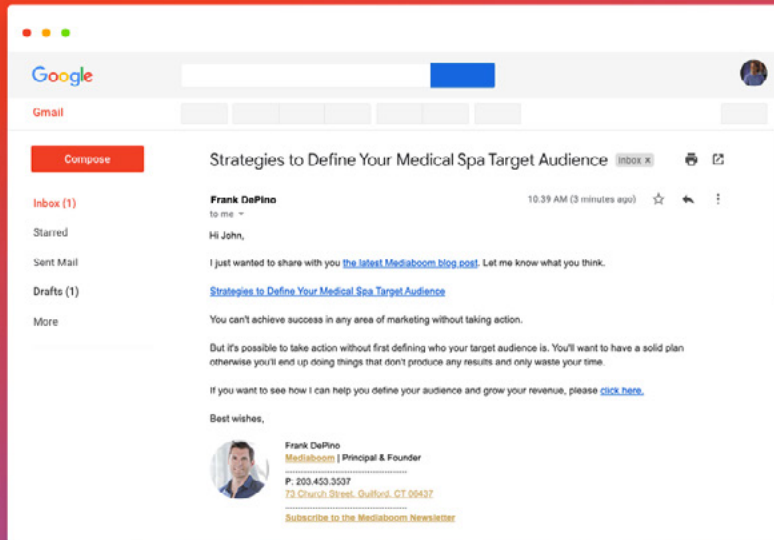 Google
Gmail
Compose
Strategies to Define Your Medical Spa Target Audience Inbox x
Inbox (1)
Starred
Sent Mail
Drafts (1)
More
Frank DePino 10:39 AM (3 minutes ago)
to me
Hi John,
I just wanted to share with you the latest Mediaboom blog post. Let me know what you think.
Strategies to Define Your Medical Spa Target Audience
You can't achieve success in any area of marketing without taking action.
But it's possible to take action without first defining who your target audience is. You'll want to have a solid plan
otherwise you'll end up doing things that don't produce any results and only waste your time.
If you want to see how I can help you define your audience and grow your revenue, please click here.
Best wishes,
Frank DePino
Mediaboom | Principal & Founder
P: 203.453.3537
73 Church Street, Guilford, CT 06437
Subscribe to the Mediaboom Newsletter